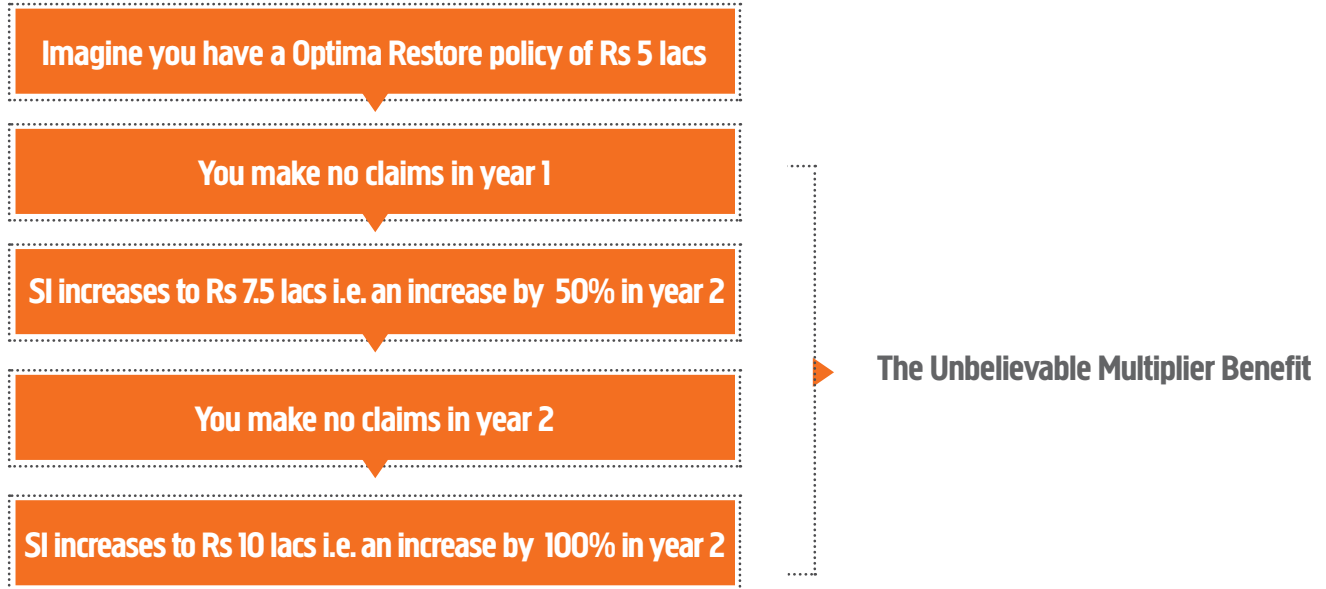 Imagine you have a Optima Restore policy of Rs 5 lacs
You make no claims in year 1
SI increases to Rs 7.5 lacs i.e. an increase by 50% in year 2
You make no claims in year 2
SI increases to Rs 10 lacs i.e. an increase by 100% in year 2
The Unbelievable Multiplier Benefit